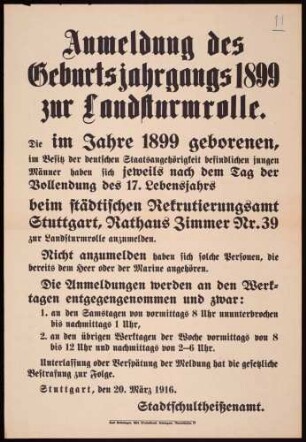 11
Anmeldung des
Geburtsjahrgangs 1899
zur Landsturmrolle.
Die im Jahre 1899 geborenen,
im Besitz der deutschen Staatsangehörigkeit befindlichen jungen
Männer haben sich jeweils nach dem Tag der
Vollendung des 17. Lebensjahrs
beim städtischen Rekrutierungsamt
Stuttgart, Rathaus Zimmer Nr. 39
zur Landsturmrolle anzumelden.
Nicht anzumelden haben sich solche Personen, die
bereits dem Heer oder der Marine angehören.
Die Anmeldungen werden an den Werk-
tagen entgegengenommen und zwar:
1. an den Samstagen von vormittags 8 Uhr ununterbrochen
bis nachmittags 1 Uhr,
2. an den übrigen Werktagen der Woche vormittags von 8
bis 12 Uhr und nachmittags von 2–6 Uhr.
Unterlassung oder Verspätung der Meldung hat die gesetzliche
Bestrafung zur Folge.
Stuttgart, den 20. März 1916.
Stadtschultheißenamt.